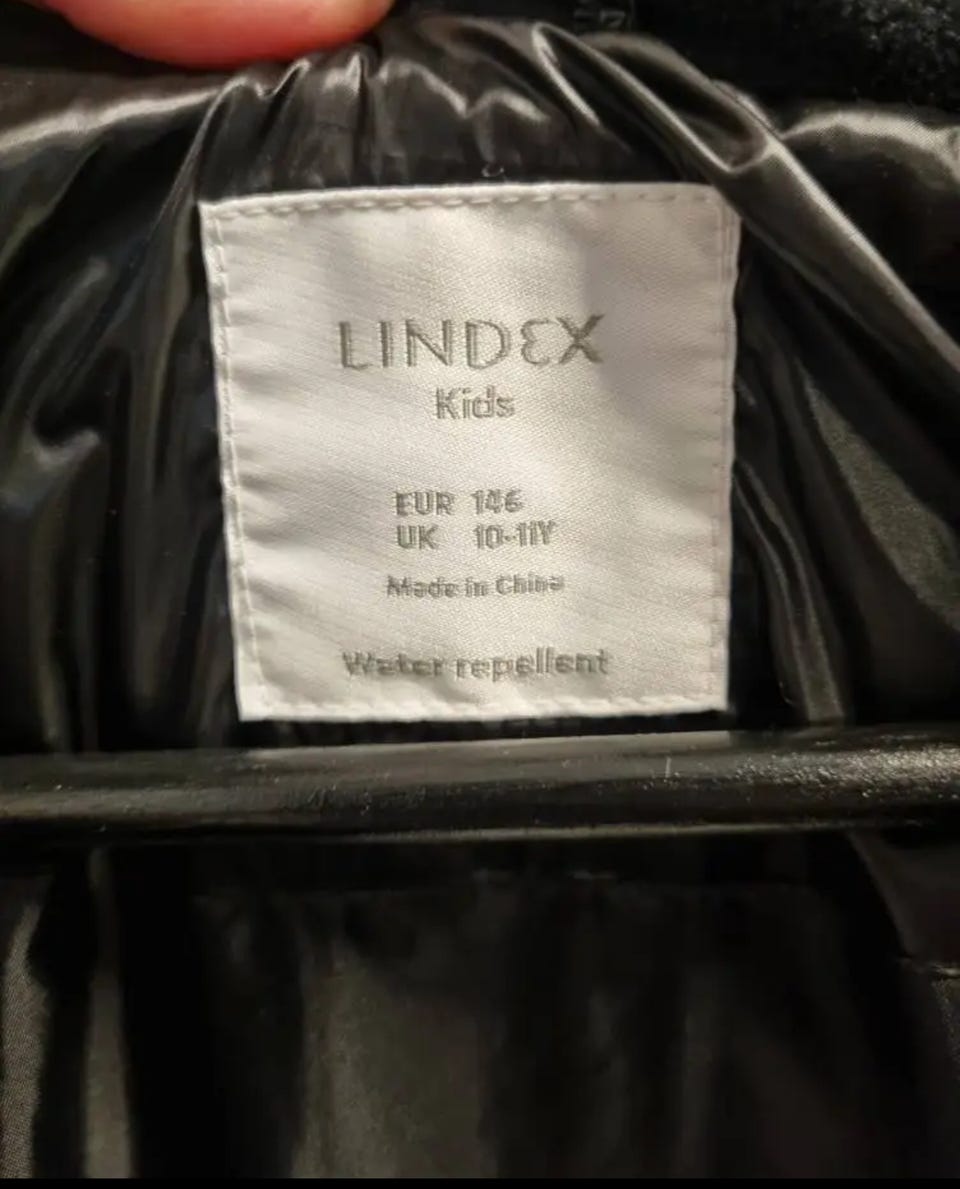 LINDEX
Kids
EUR 146
UK 10-11Y
Made in China
Water repellent